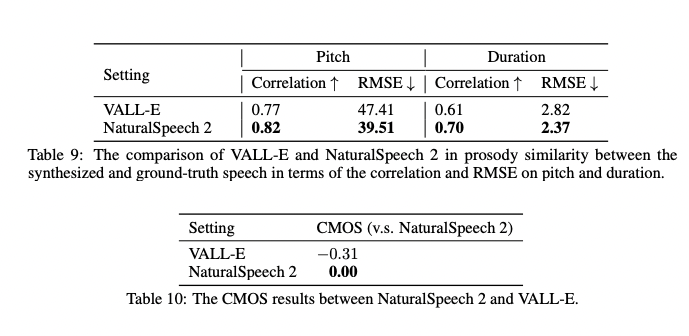 Setting | Pitch | Duration
Correlation ↑ RMSE ↓ | Correlation ↑ RMSE ↓
VALL-E 0.77 47.41 0.61 2.82
NaturalSpeech 2 0.82 39.51 0.70 2.37
Table 9: The comparison of VALL-E and NaturalSpeech 2 in prosody similarity between the
synthesized and ground-truth speech in terms of the correlation and RMSE on pitch and duration.
Setting CMOS (v.s. NaturalSpeech 2)
VALL-E −0.31
NaturalSpeech 2 0.00
Table 10: The CMOS results between NaturalSpeech 2 and VALL-E.